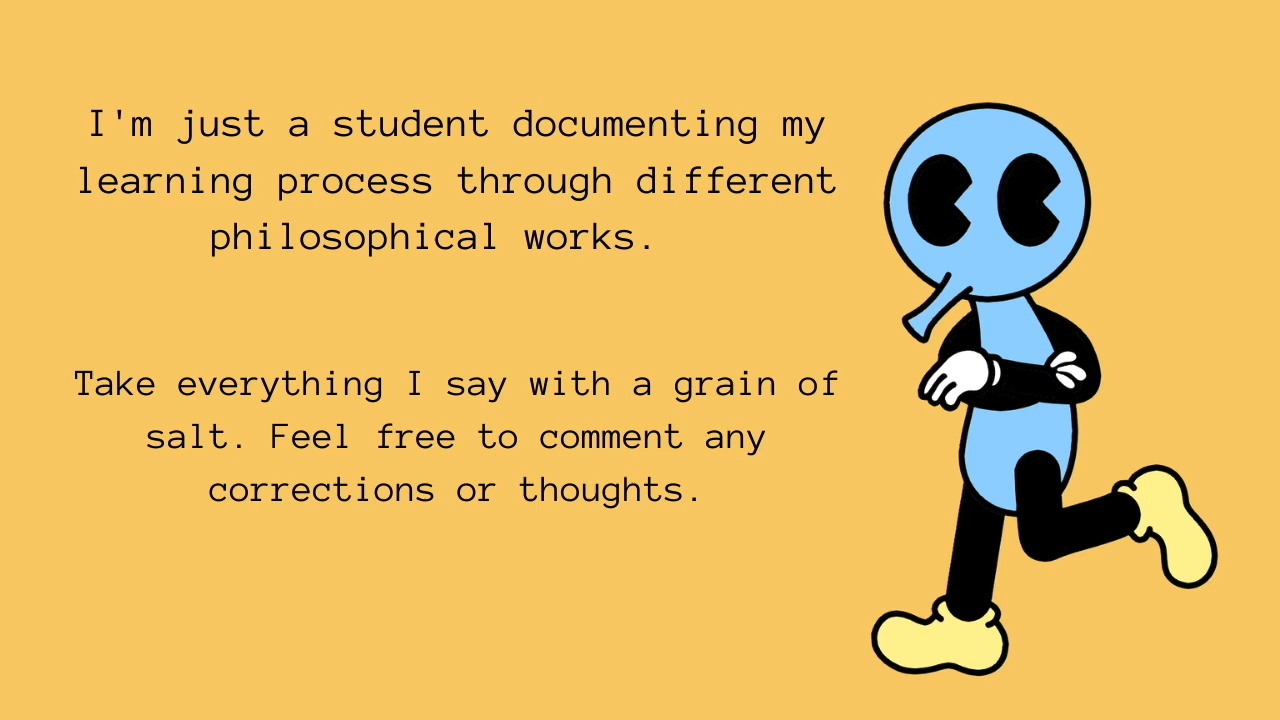 I'm just a student documenting my
learning process through different
philosophical works.
Take everything I say with a grain of
salt. Feel free to comment any
corrections or thoughts.